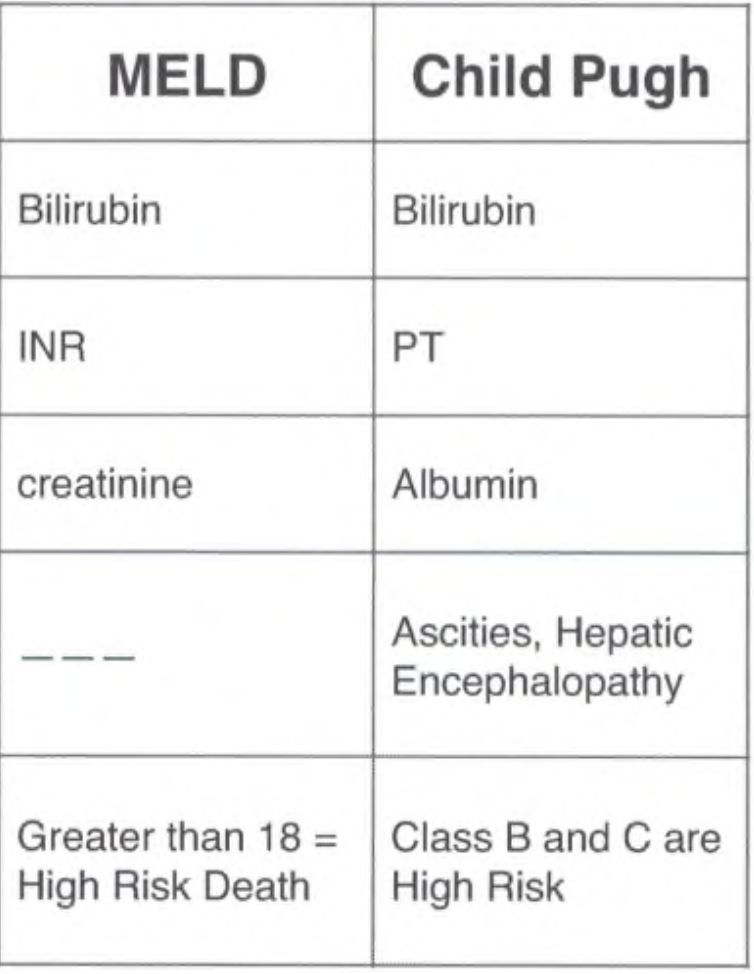 MELD Child Pugh
Bilirubin Bilirubin
INR PT
creatinine Albumin
Ascities, Hepatic
--- Encephalopathy
Greater than 18 = Class B and C are
High Risk Death High Risk